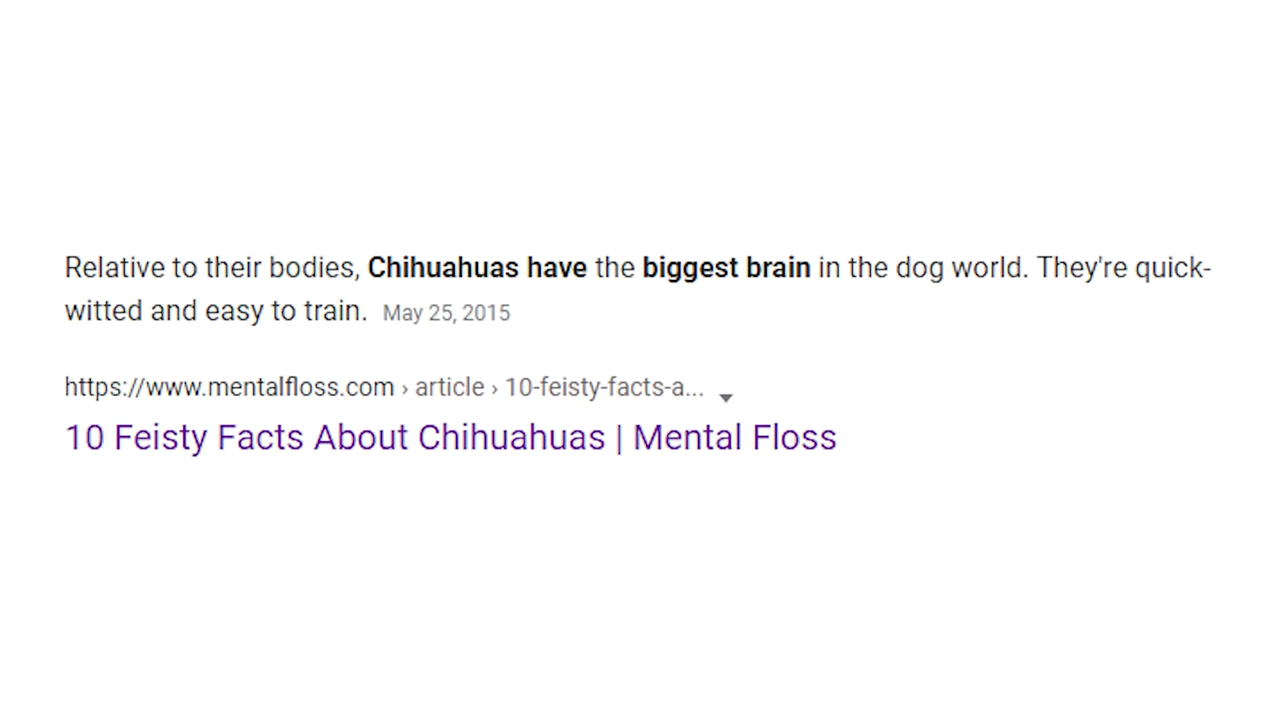 Relative to their bodies, Chihuahuas have the biggest brain in the dog world. They're quick-
witted and easy to train. May 25, 2015
https://www.mentalfloss.com › article › 10-feisty-facts-a...
10 Feisty Facts About Chihuahuas | Mental Floss